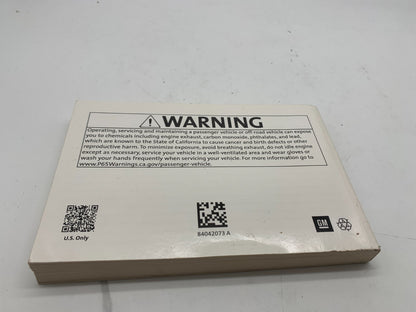 WARNING
Operating, servicing and maintaining a passenger vehicle or off-road vehicle can expose
you to chemicals including engine exhaust, carbon monoxide, phthalates, and lead,
which are known to the State of California to cause cancer and birth defects or other
reproductive harm. To minimize exposure, avoid breathing exhaust, do not idle engine
except as necessary, service your vehicle in a well-ventilated area and wear gloves or
wash your hands frequently when servicing your vehicle. For more information go to
www.P65Warnings.ca.gov/passenger-vehicle.
U.S. Only
84042073 A
GM